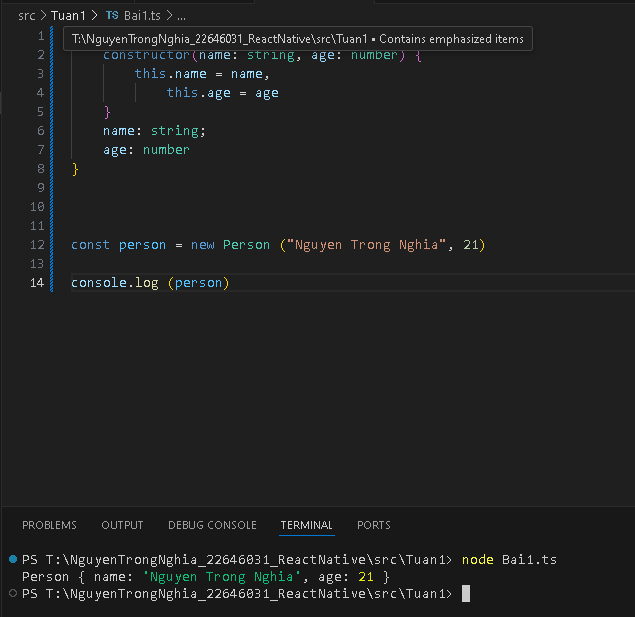 src > Tuan1 > TS Bai1.ts > ...
T:\NguyenTrongNghia_22646031_ReactNative\src\Tuan1 • Contains emphasized items
1
2 constructor(name: string, age: number) {
3 this.name = name,
4 this.age = age
5 }
6 name: string;
7 age: number
8 }
9
10
11
12 const person = new Person ("Nguyen Trong Nghia", 21)
13
14 console.log (person)
PROBLEMS OUTPUT DEBUG CONSOLE TERMINAL PORTS
PS T:\NguyenTrongNghia_22646031_ReactNative\src\Tuan1> node Bai1.ts
Person { name: 'Nguyen Trong Nghia', age: 21 }
PS T:\NguyenTrongNghia_22646031_ReactNative\src\Tuan1>